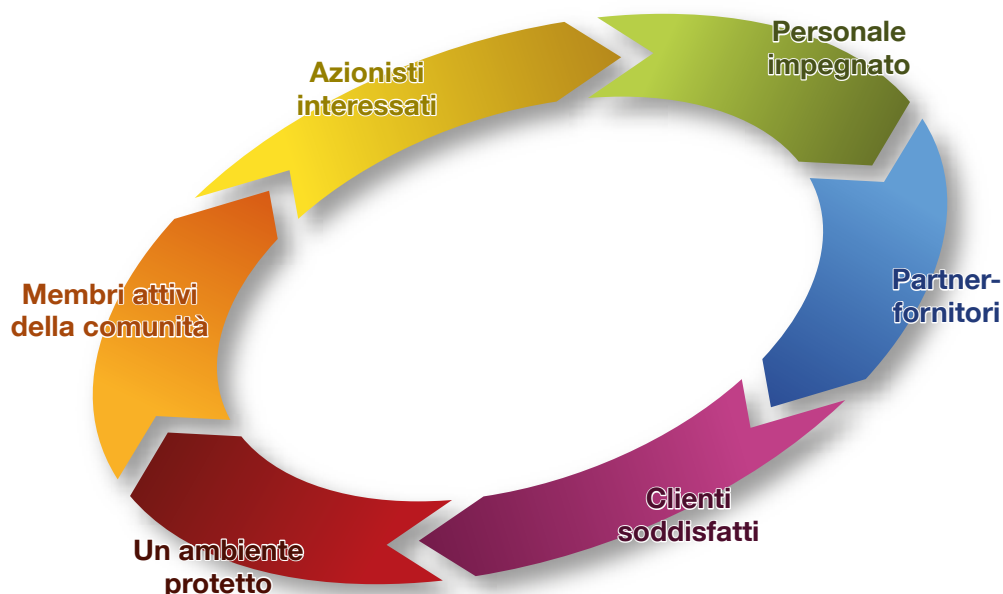 Personale
impegnato
Azionisti
interessati
Partner-
fornitori
Membri attivi
della comunità
Clienti
soddisfatti
Un ambiente
protetto